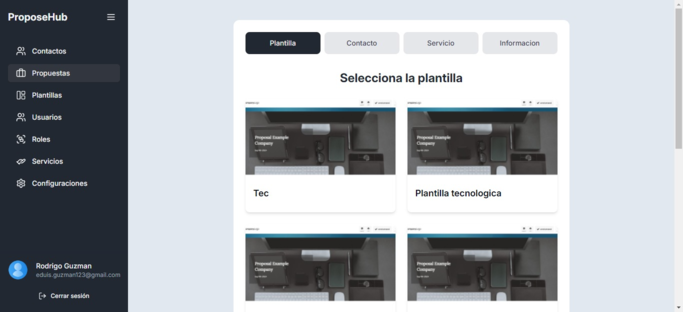 ProposeHub
Contactos
Propuestas
Plantillas
Usuarios
Roles
Servicios
Configuraciones
Rodrigo Guzman
eduis.guzman123@gmail.com
Cerrar sesión
Plantilla
Contacto
Servicio
Informacion
Selecciona la plantilla
Proposal Example
Company
Tec
Proposal Example
Company
Plantilla tecnologica
Proposal Example
Company
Proposal Example
Company